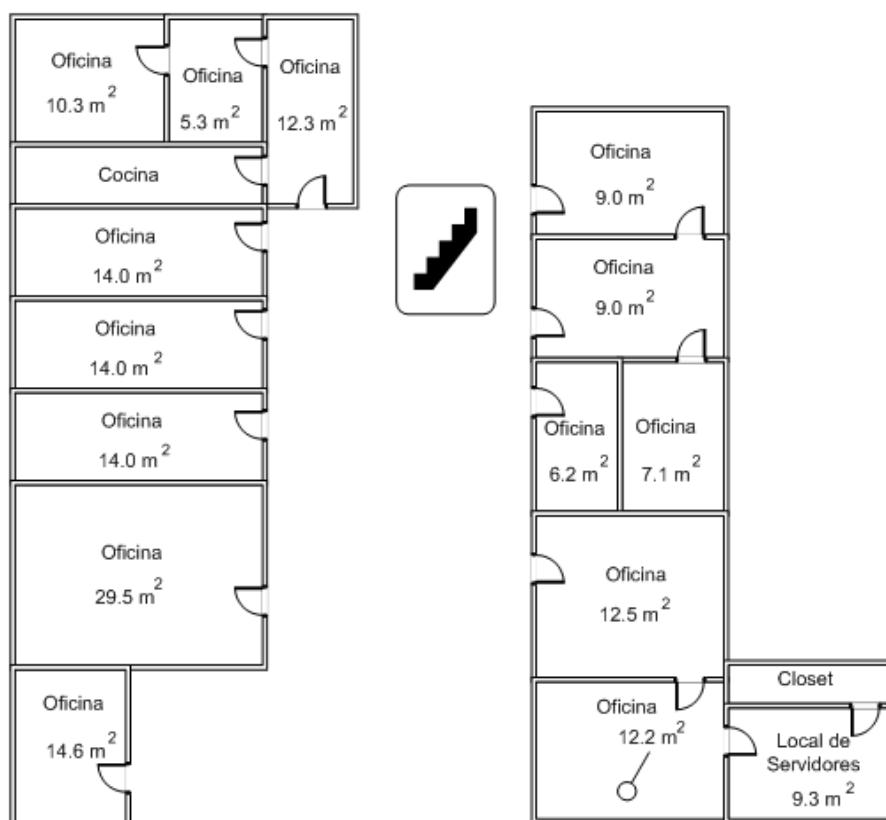 Oficina
10.3 m²
Oficina
5.3 m²
Oficina
12.3 m²
Cocina
Oficina
14.0 m²
Oficina
14.0 m²
Oficina
14.0 m²
Oficina
29.5 m²
Oficina
14.6 m²
Oficina
9.0 m²
Oficina
9.0 m²
Oficina
6.2 m²
Oficina
7.1 m²
Oficina
12.5 m²
Oficina
12.2 m²
Closet
Local de
Servidores
9.3 m²